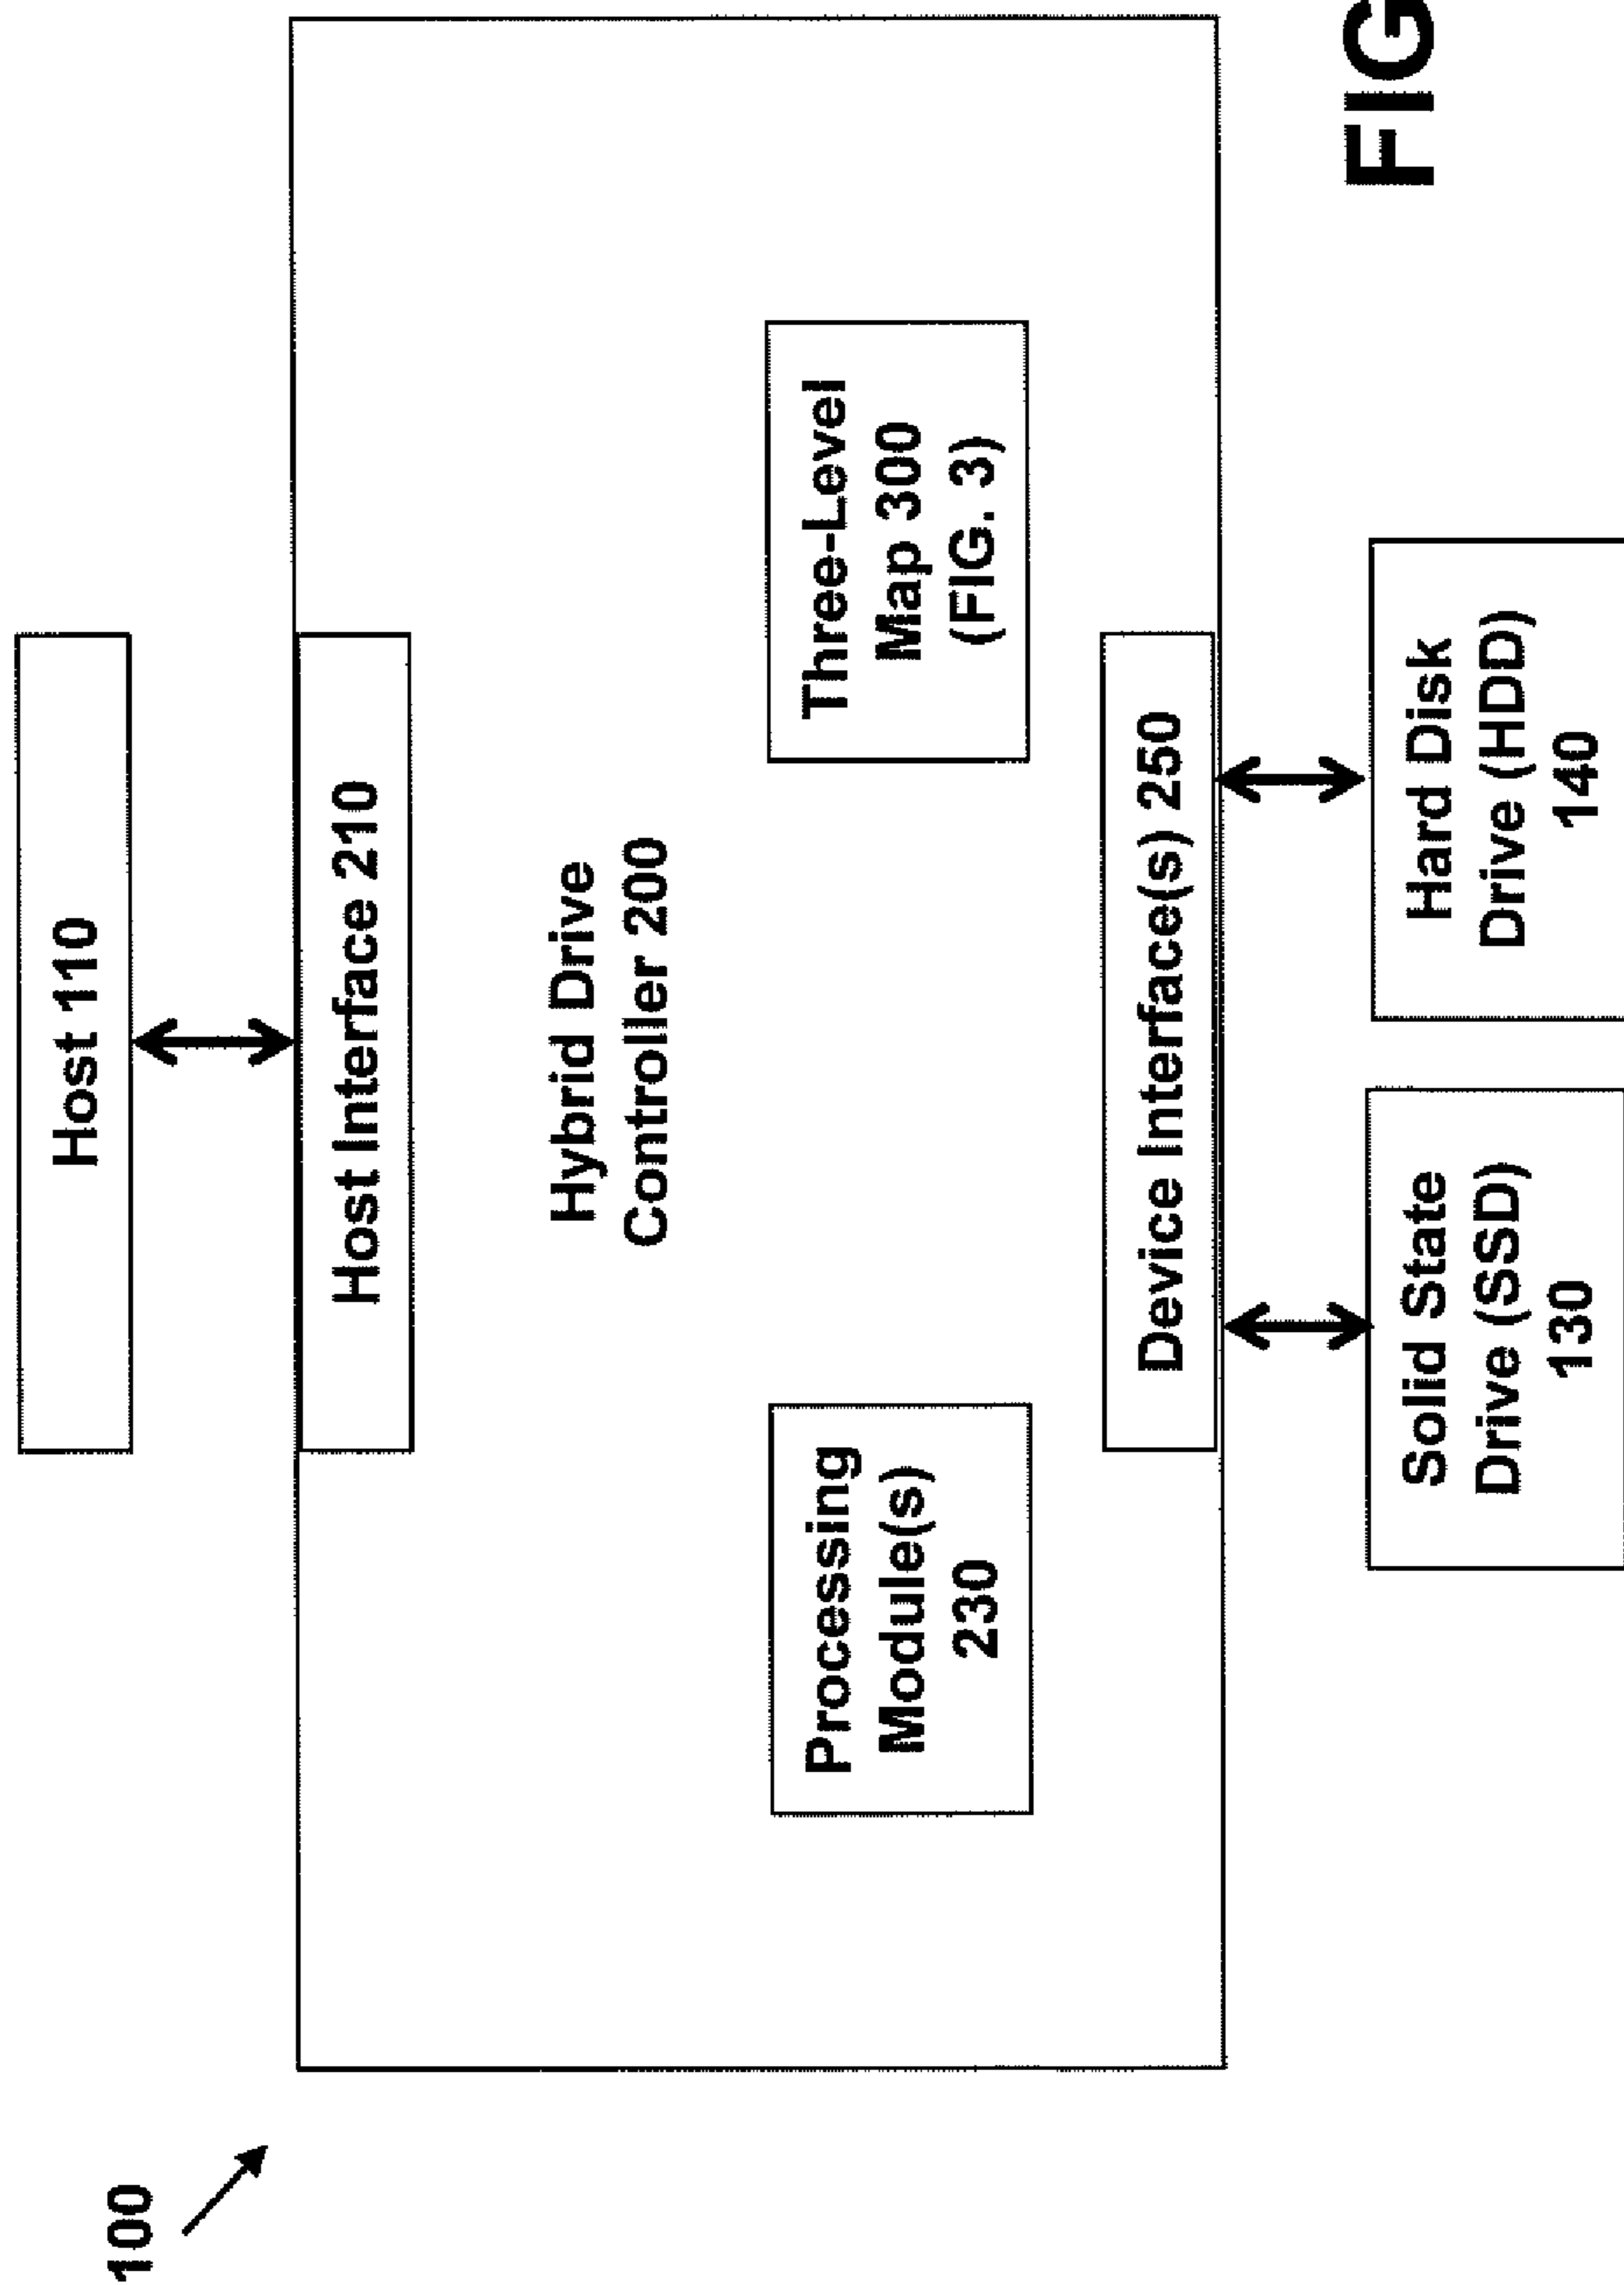 100
Host 110
Host Interface 210
Hybrid Drive
Controller 200
Processing
Module(s)
230
Three-Level
Map 300
(FIG. 3)
Device Interface(s) 250
Solid State
Drive (SSD)
130
Hard Disk
Drive (HDD)
140
FIG